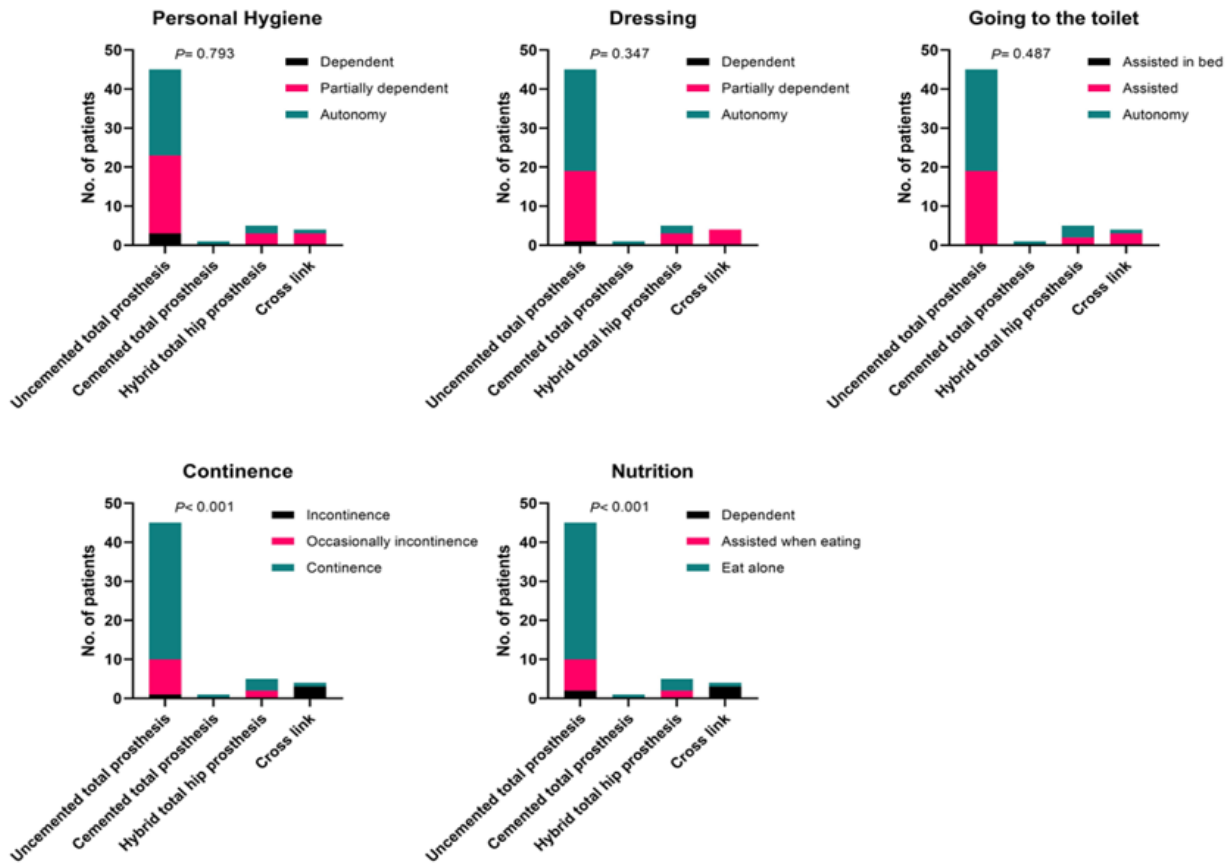 Personal Hygiene
P= 0.793
No. of patients
50
40
30
20
10
0
Dependent
Partially dependent
Autonomy
Uncemented total prosthesis
Cemented total prosthesis
Hybrid total hip prosthesis
Cross link
Dressing
P= 0.347
No. of patients
50
40
30
20
10
0
Dependent
Partially dependent
Autonomy
Uncemented total prosthesis
Cemented total prosthesis
Hybrid total hip prosthesis
Cross link
Going to the toilet
P= 0.487
No. of patients
50
40
30
20
10
0
Assisted in bed
Assisted
Autonomy
Uncemented total prosthesis
Cemented total prosthesis
Hybrid total hip prosthesis
Cross link
Continence
P< 0.001
No. of patients
50
40
30
20
10
0
Incontinence
Occasionally incontinence
Continence
Uncemented total prosthesis
Cemented total prosthesis
Hybrid total hip prosthesis
Cross link
Nutrition
P< 0.001
No. of patients
50
40
30
20
10
0
Dependent
Assisted when eating
Eat alone
Uncemented total prosthesis
Cemented total prosthesis
Hybrid total hip prosthesis
Cross link